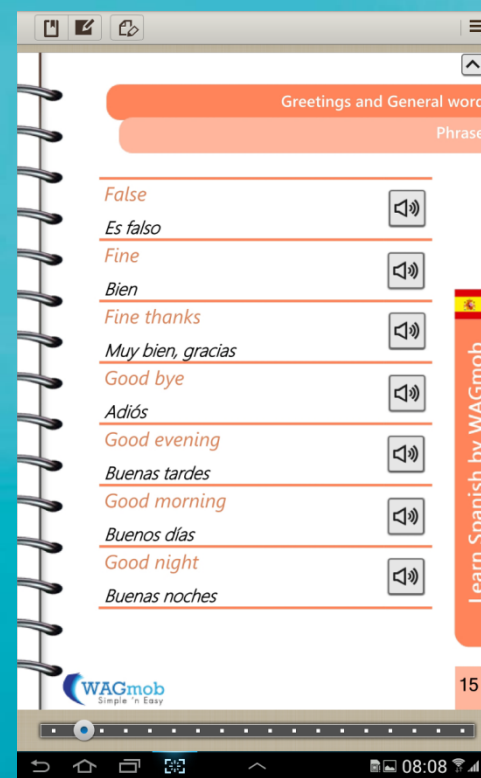 Greetings and General word
Phrase
False
Es falso
Fine
Bien
Fine thanks
Muy bien, gracias
Good bye
Adiós
Good evening
Buenas tardes
Good morning
Buenos días
Good night
Buenas noches
Learn Spanish by WAGmob
WAGmob
Simple 'n Easy
15
08:08